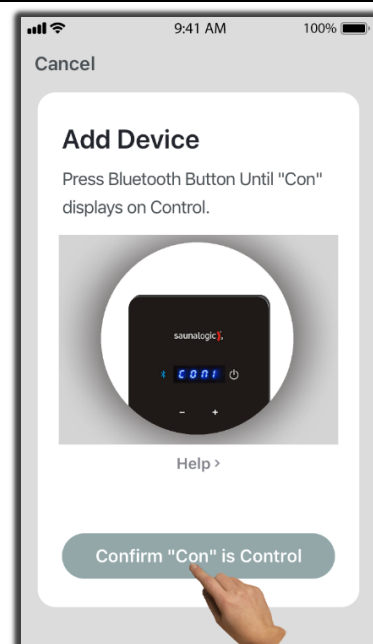 9:41 AM
100%
Cancel
Add Device
Press Bluetooth Button Until "Con"
displays on Control.
saunalogic
CON1
− +
Help >
Confirm "Con" is Control